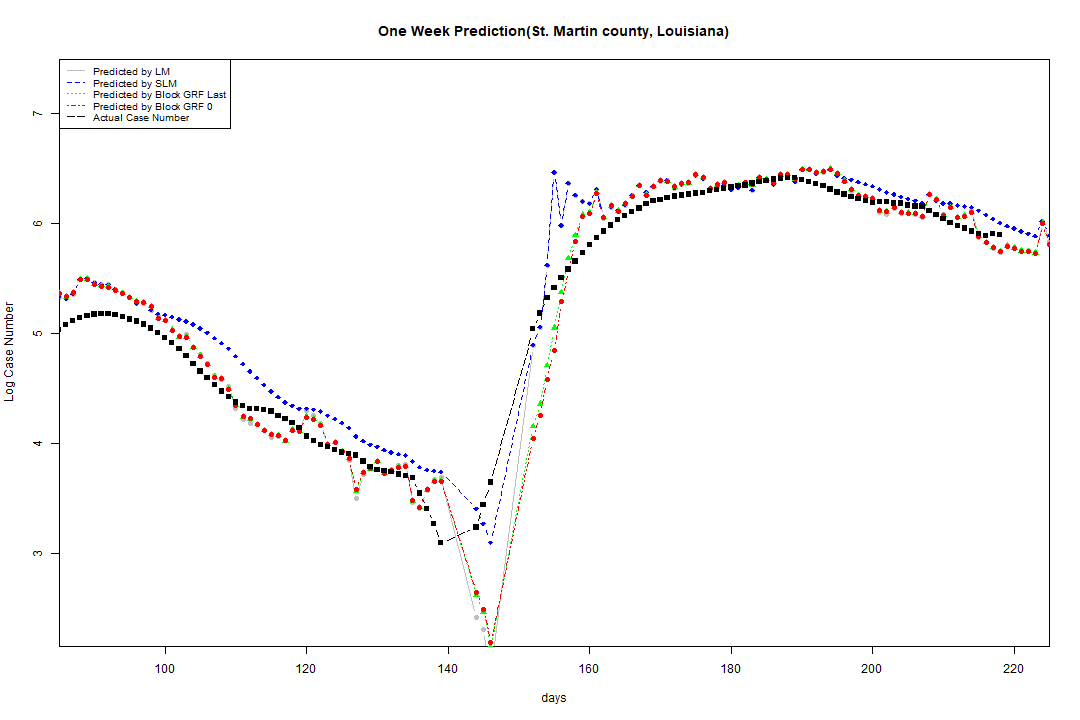 One Week Prediction(St. Martin county, Louisiana)
Predicted by LM
Predicted by SLM
Predicted by Block GRF Last
Predicted by Block GRF 0
Actual Case Number
7
6
5
4
3
Log Case Number
100 120 140 160 180 200 220
days